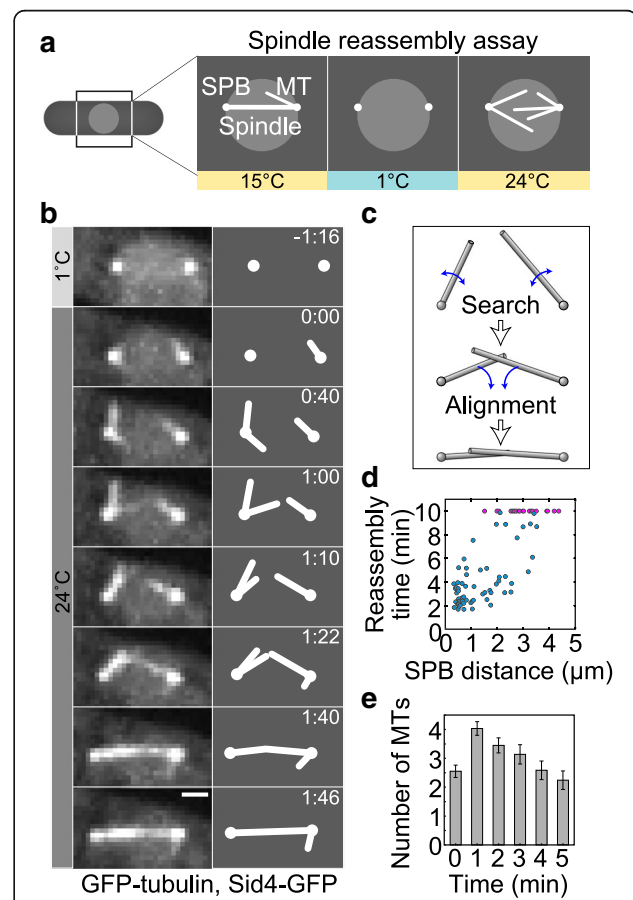 a
Spindle reassembly assay
SPB MT
Spindle
15°C 1°C 24°C
b
1°C
24°C
-1:16
0:00
0:40
1:00
1:10
1:22
1:40
1:46
GFP-tubulin, Sid4-GFP
c
Search
Alignment
d
Reassembly
time (min)
10
8
6
4
2
0
0 1 2 3 4 5
SPB distance (µm)
e
Number of MTs
4
3
2
1
0
0 1 2 3 4 5
Time (min)